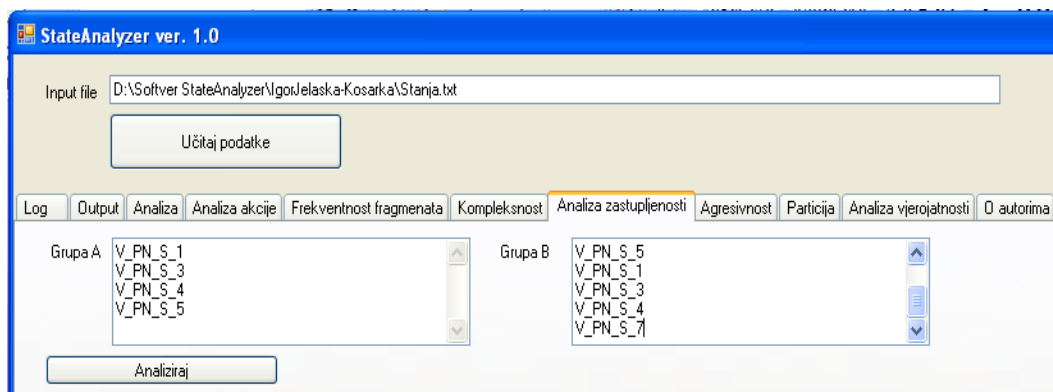 StateAnalyzer ver. 1.0
Input file D:\Softver StateAnalyzer\IgorJelaska-Kosarka\Stanja.txt
Učitaj podatke
Log Output Analiza Analiza akcije Frekventnost fragmenata Kompleksnost Analiza zastupljenosti Agresivnost Particija Analiza vjerojatnosti O autorima
Grupa A
V_PN_S_1
V_PN_S_3
V_PN_S_4
V_PN_S_5
Grupa B
V_PN_S_5
V_PN_S_1
V_PN_S_3
V_PN_S_4
V_PN_S_7
Analiziraj